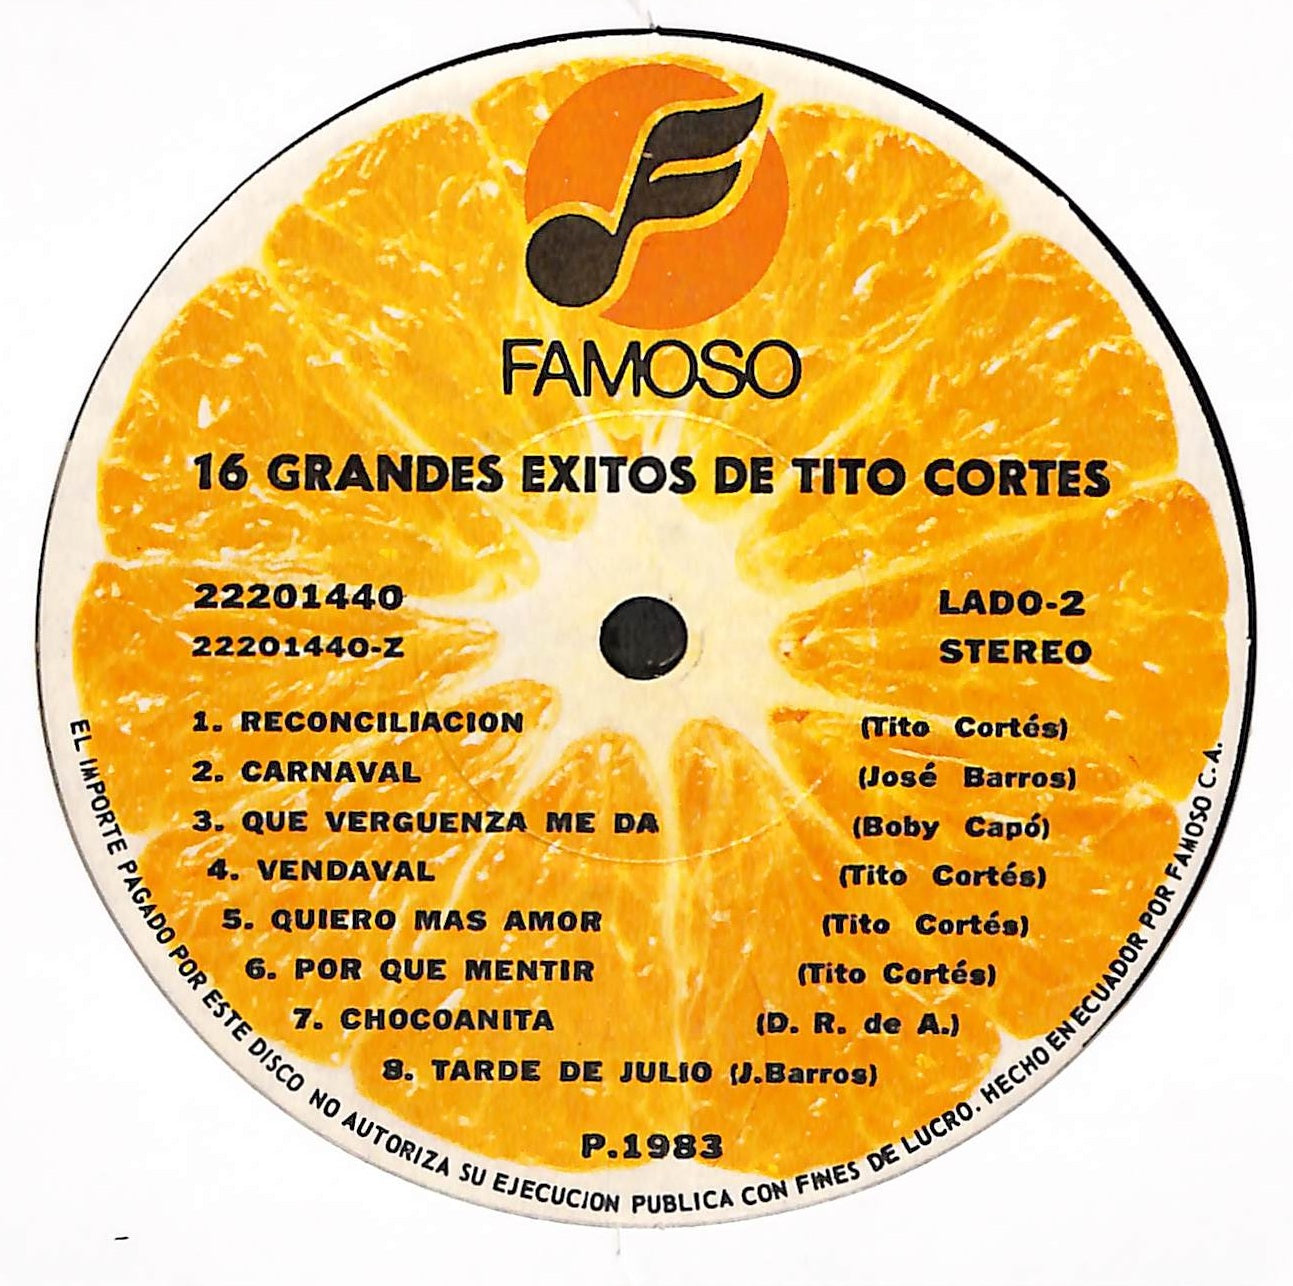 FAMOSO
16 GRANDES EXITOS DE TITO CORTES
22201440
22201440-Z
LADO-2
STEREO
1. RECONCILIACION (Tito Cortés)
2. CARNAVAL (José Barros)
3. QUE VERGUENZA ME DA (Boby Capó)
4. VENDAVAL (Tito Cortés)
5. QUIERO MAS AMOR (Tito Cortés)
6. POR QUE MENTIR (Tito Cortés)
7. CHOCOANITA (D. R. de A.)
8. TARDE DE JULIO (J.Barros)
P.1983
EL IMPORTE PAGADO POR ESTE DISCO NO AUTORIZA SU EJECUCION PUBLICA CON FINES DE LUCRO. HECHO EN ECUADOR POR FAMOSO C. A.